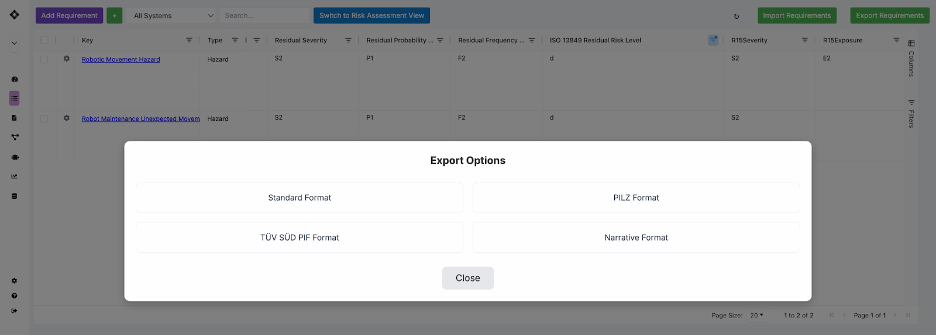 Add Requirement + All Systems Search... Switch to Risk Assessment View Import Requirements Export Requirements
Key Type Residual Severity Residual Probability ... Residual Frequency ... ISO 13849 Residual Risk Level R15Severity R15Exposure
Columns
Filters
Robotic Movement Hazard Hazard S2 P1 F2 d S2 E2
Robot Maintenance Unexpected Movem Hazard S2 P1 F2 d S2
Export Options
Standard Format PILZ Format
TÜV SÜD PIF Format Narrative Format
Close
Page Size: 20 1 to 2 of 2 Page 1 of 1